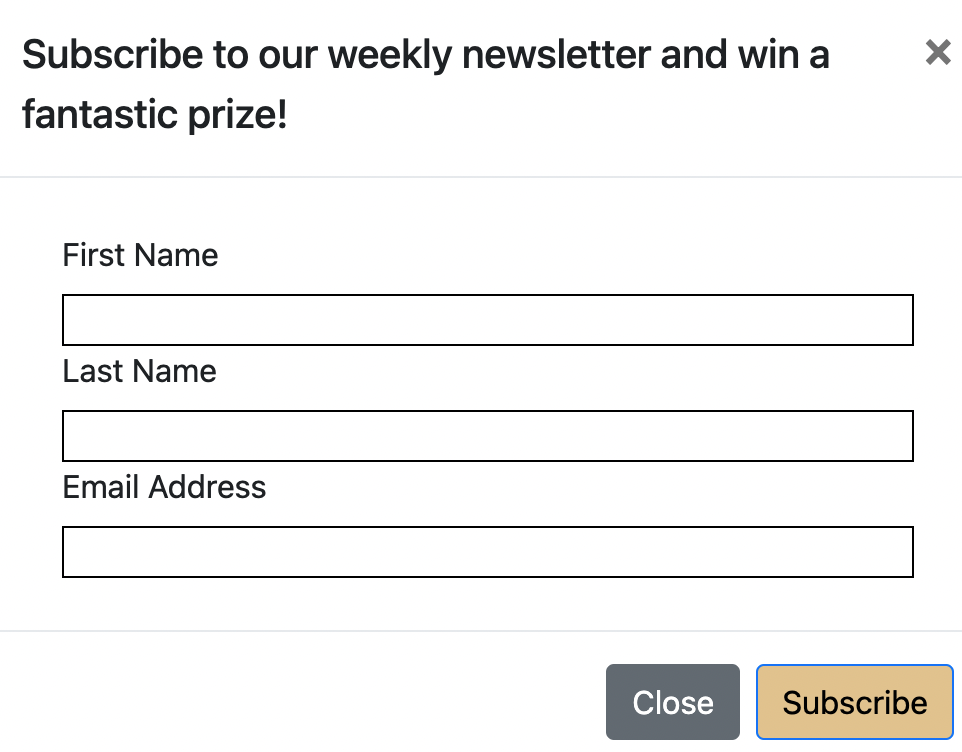 Subscribe to our weekly newsletter and win a
fantastic prize!
First Name
Last Name
Email Address
Close
Subscribe